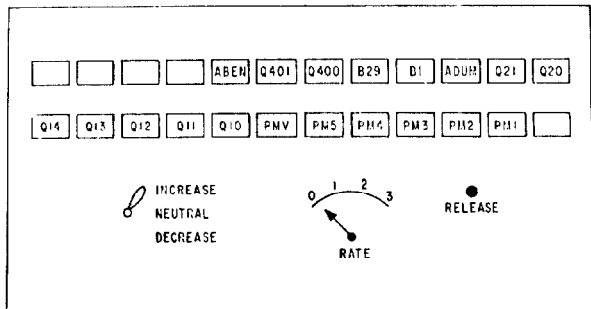 ABEN Q401 Q400 B29 B1 ADUM Q21 Q20
Q14 Q13 Q12 Q11 Q10 PMV PM5 PM4 PM3 PM2 PM1
INCREASE
NEUTRAL
DECREASE
0 1 2 3
RATE
RELEASE